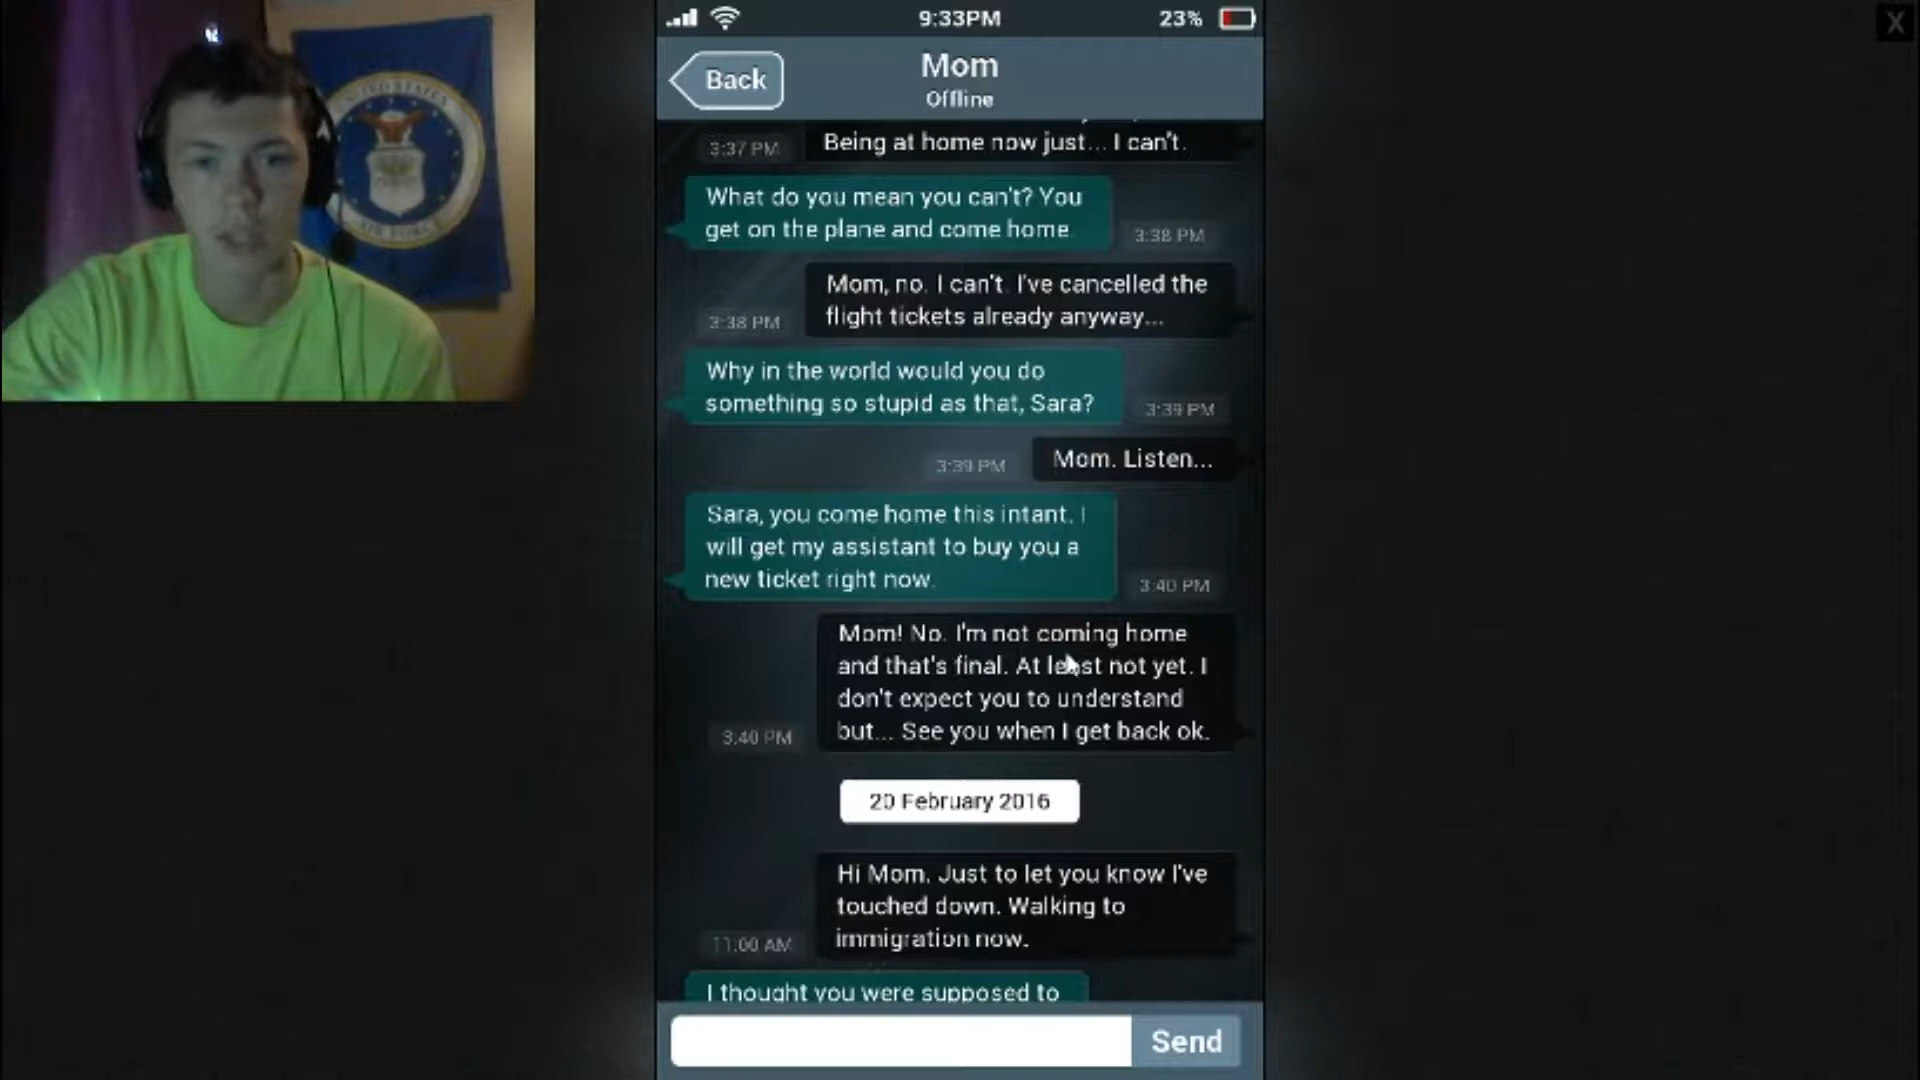 9:33PM
23%
X
Back
Mom
Offline
Being at home now just... I can't.
3:37 PM
What do you mean you can't? You
get on the plane and come home.
3:38 PM
Mom, no. I can't. I've cancelled the
flight tickets already anyway...
3:38 PM
Why in the world would you do
something so stupid as that, Sara?
3:39 PM
Mom. Listen...
3:39 PM
Sara, you come home this intant. I
will get my assistant to buy you a
new ticket right now.
3:40 PM
Mom! No. I'm not coming home
and that's final. At least not yet. I
don't expect you to understand
but... See you when I get back ok.
3:40 PM
20 February 2016
Hi Mom. Just to let you know I've
touched down. Walking to
immigration now.
11:00 AM
I thought you were supposed to
Send
UNITED STATES
AIR FORCE